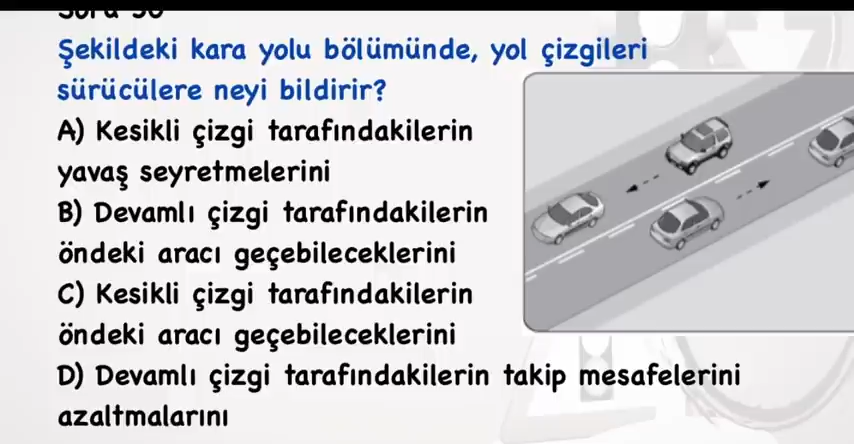 Şekildeki kara yolu bölümünde, yol çizgileri
sürücülere neyi bildirir?
A) Kesikli çizgi tarafındakilerin
yavaş seyretmelerini
B) Devamlı çizgi tarafındakilerin
öndeki aracı geçebileceklerini
C) Kesikli çizgi tarafındakilerin
öndeki aracı geçebileceklerini
D) Devamlı çizgi tarafındakilerin takip mesafelerini
azaltmalarını